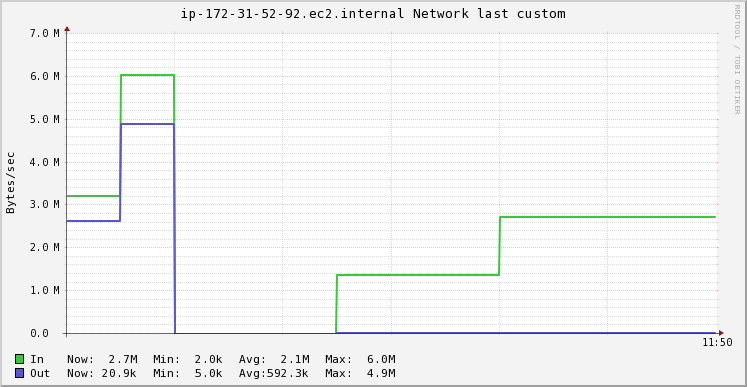 ip-172-31-52-92.ec2.internal Network last custom
RRDTOOL / TOBI OETIKER
Bytes/sec
7.0 M
6.0 M
5.0 M
4.0 M
3.0 M
2.0 M
1.0 M
0.0
11:50
In Now: 2.7M Min: 2.0k Avg: 2.1M Max: 6.0M
Out Now: 20.9k Min: 5.0k Avg:592.3k Max: 4.9M